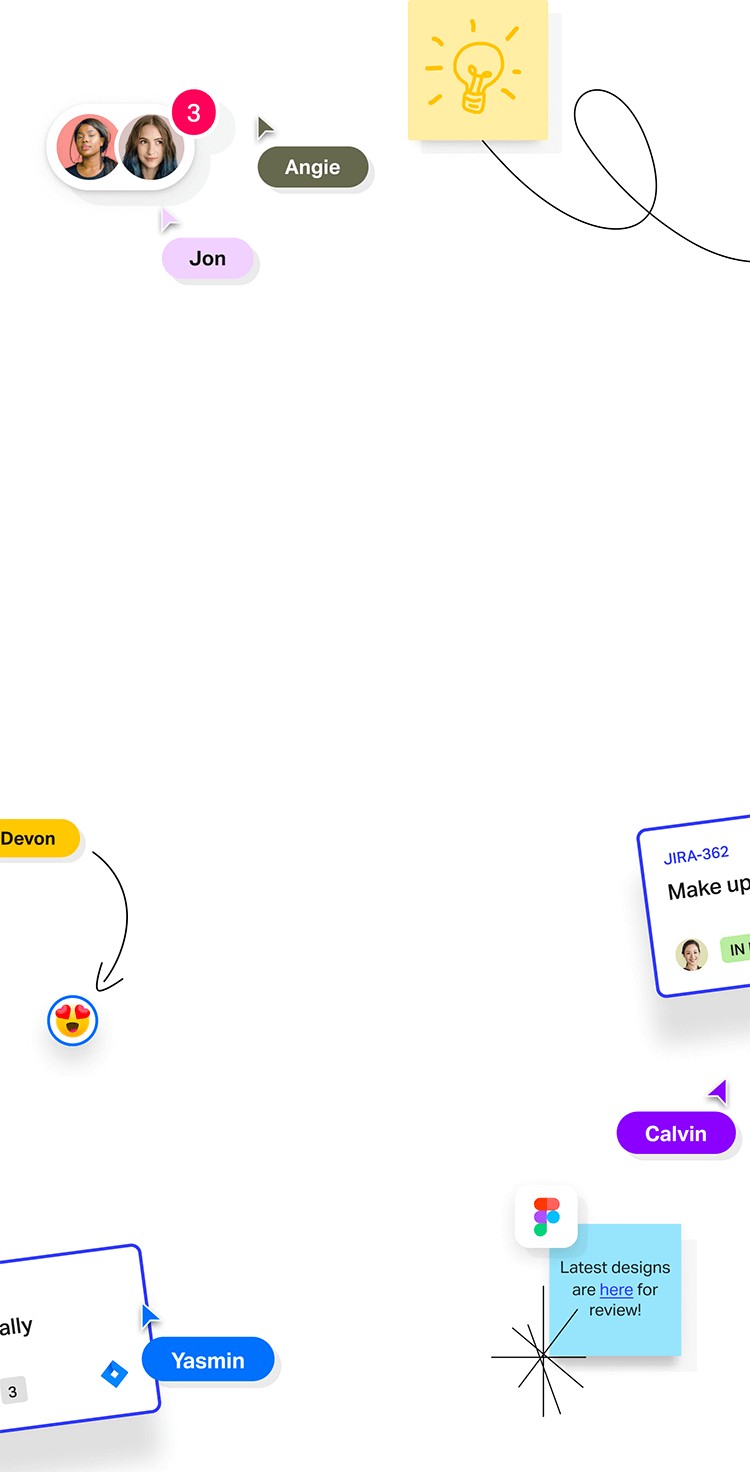 3
Angie
Jon
Devon
JIRA-362
Make up
IN
Calvin
Latest designs
are here for
review!
ally
Yasmin
3